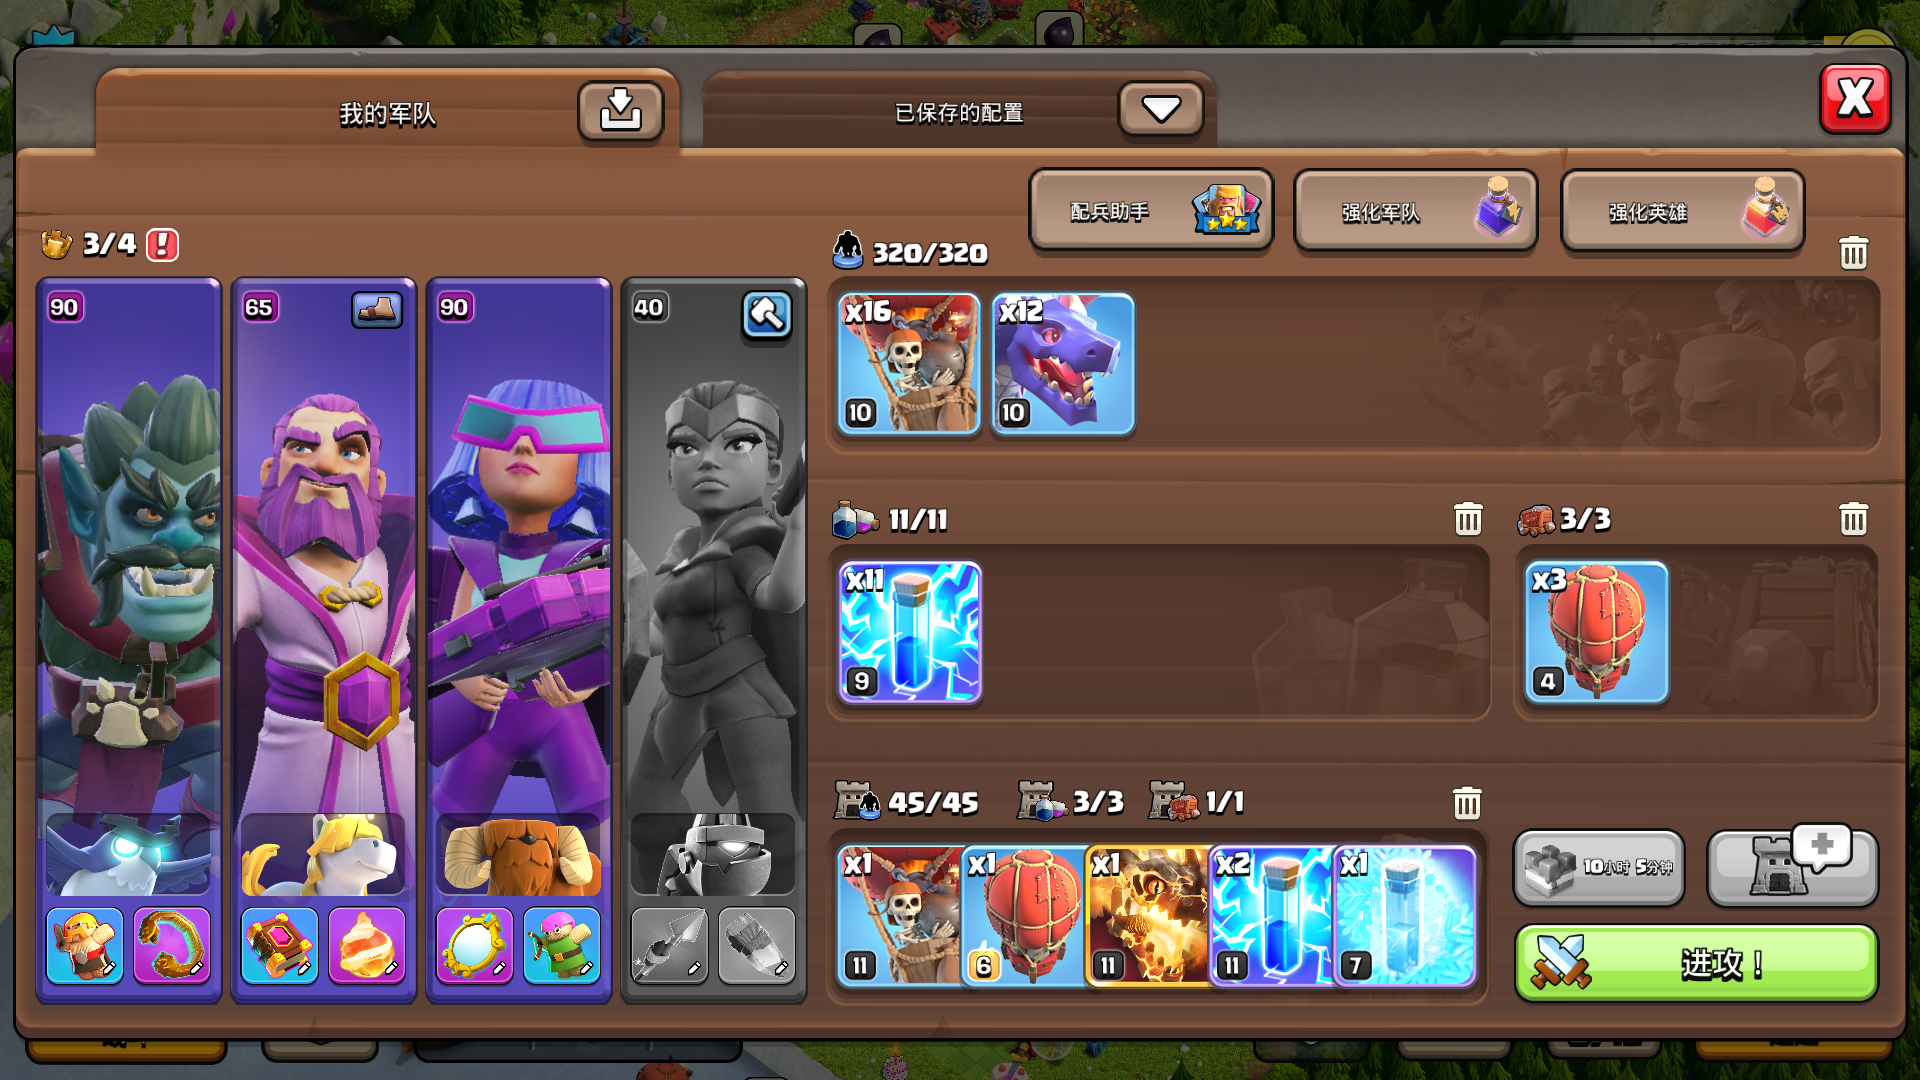 我的军队
已保存的配置
X
配兵助手
强化军队
强化英雄
3/4
!
320/320
90
65
90
40
x16
10
x12
10
11/11
3/3
x11
9
x3
4
45/45
3/3
1/1
x1
11
x1
6
x1
11
x2
11
x1
7
10小时 5分钟
进攻！